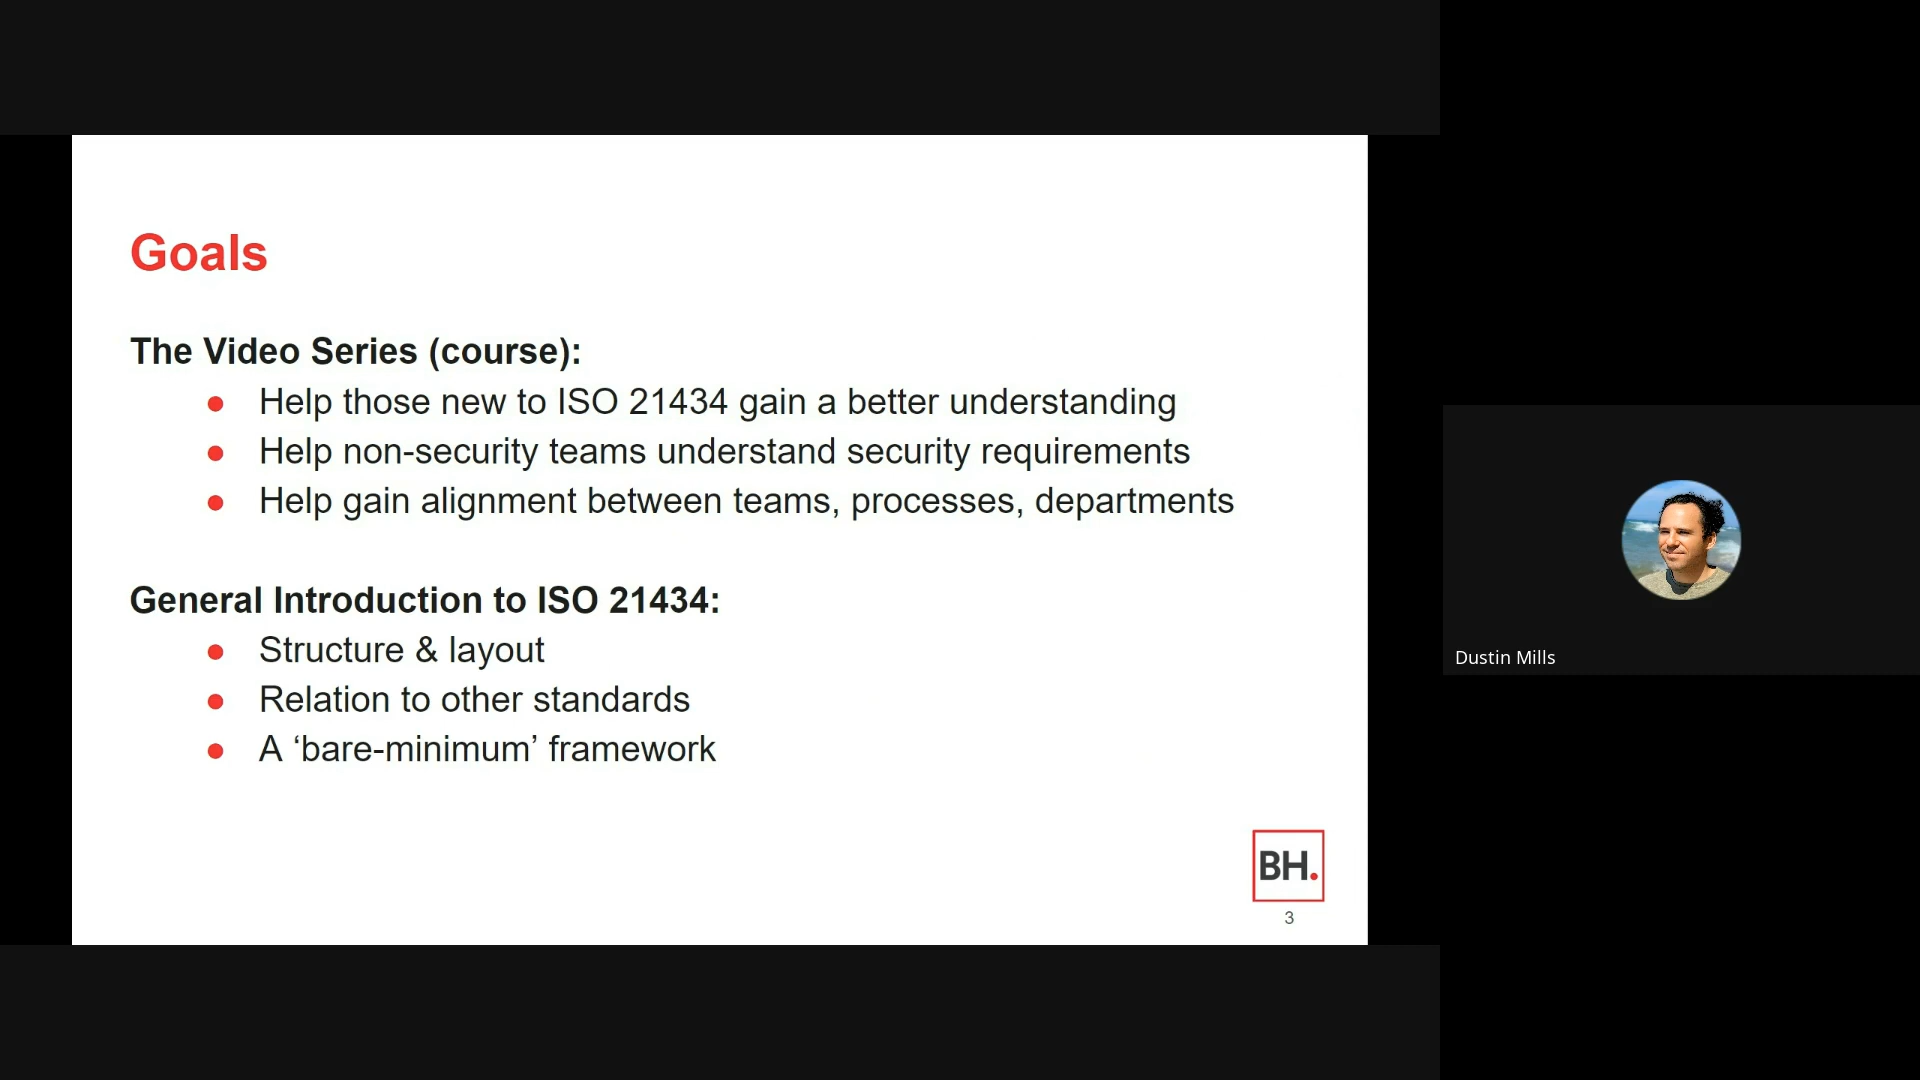 Goals
The Video Series (course):
● Help those new to ISO 21434 gain a better understanding
● Help non-security teams understand security requirements
● Help gain alignment between teams, processes, departments
General Introduction to ISO 21434:
● Structure & layout
● Relation to other standards
● A ‘bare-minimum’ framework
BH.
3
Dustin Mills